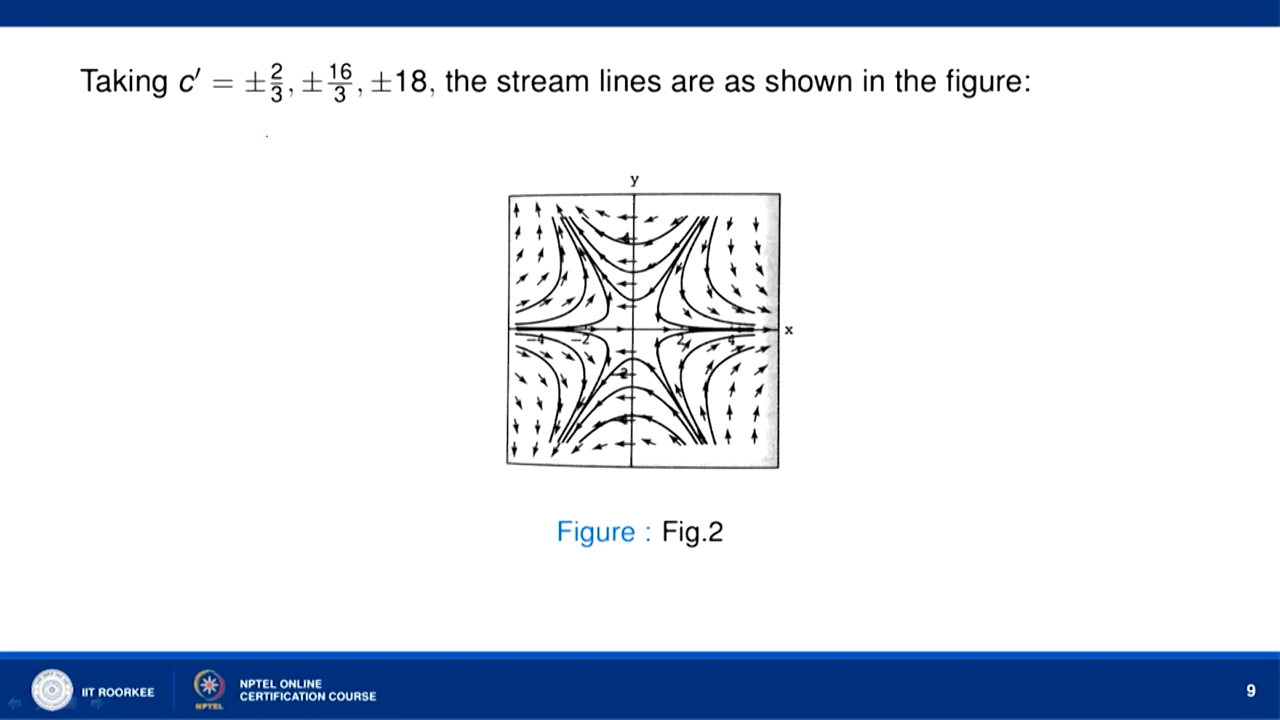 Taking c′ = ±2/3, ±16/3, ±18, the stream lines are as shown in the figure:
y
x
−4 −2 2 4
Figure : Fig.2
IIT ROORKEE
NPTEL
NPTEL ONLINE
CERTIFICATION COURSE
9